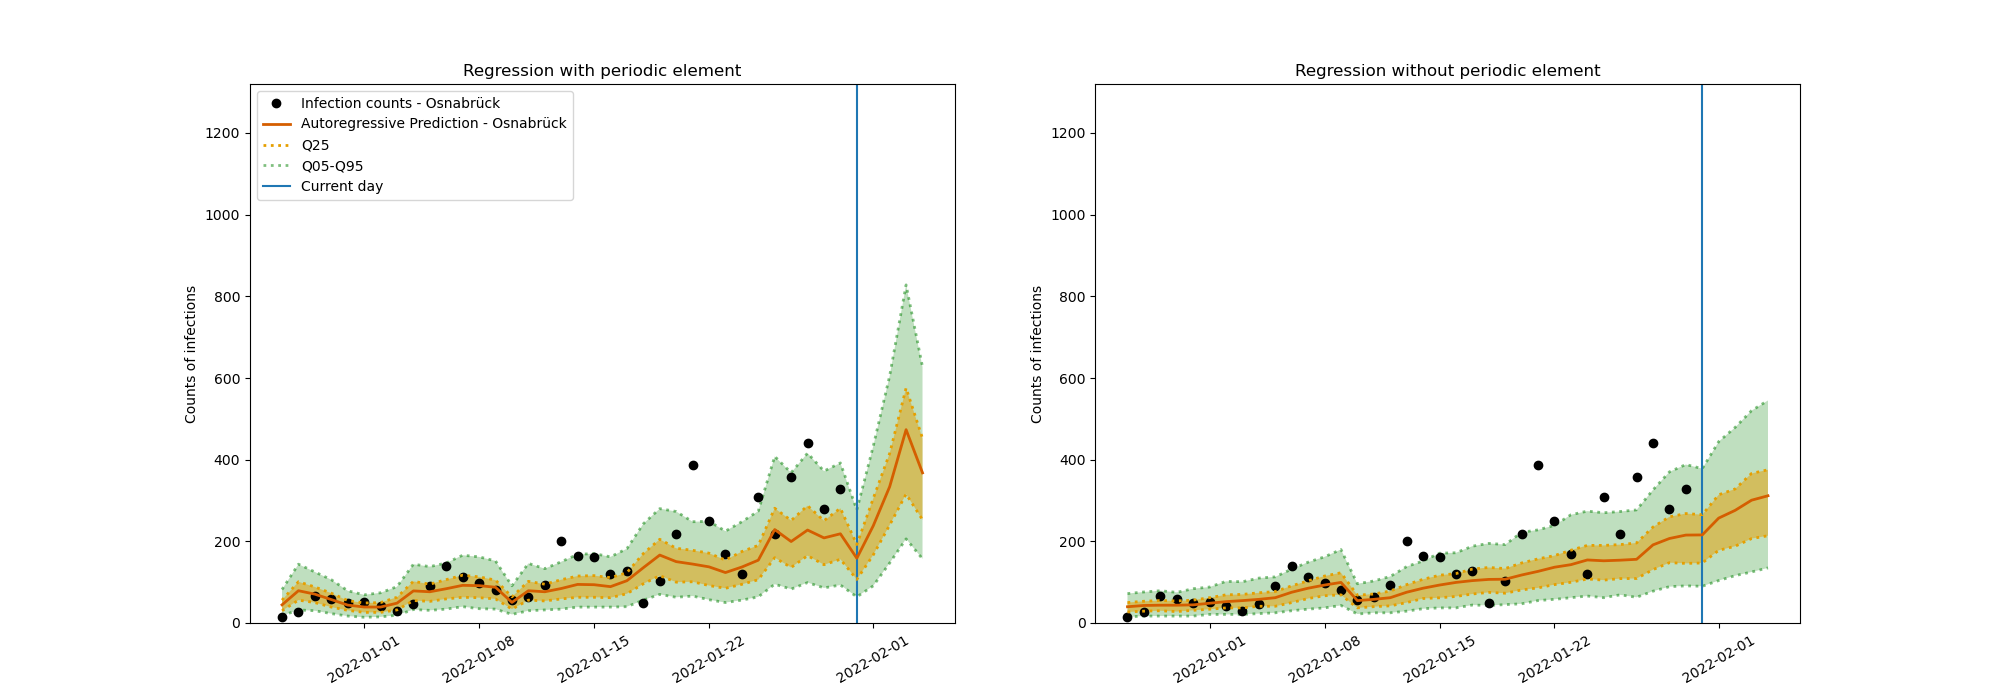 Regression with periodic element
Infection counts - Osnabrück
Autoregressive Prediction - Osnabrück
Q25
Q05-Q95
Current day
Counts of infections
1200
1000
800
600
400
200
0
2022-01-01
2022-01-08
2022-01-15
2022-01-22
2022-02-01
Regression without periodic element
Counts of infections
1200
1000
800
600
400
200
0
2022-01-01
2022-01-08
2022-01-15
2022-01-22
2022-02-01